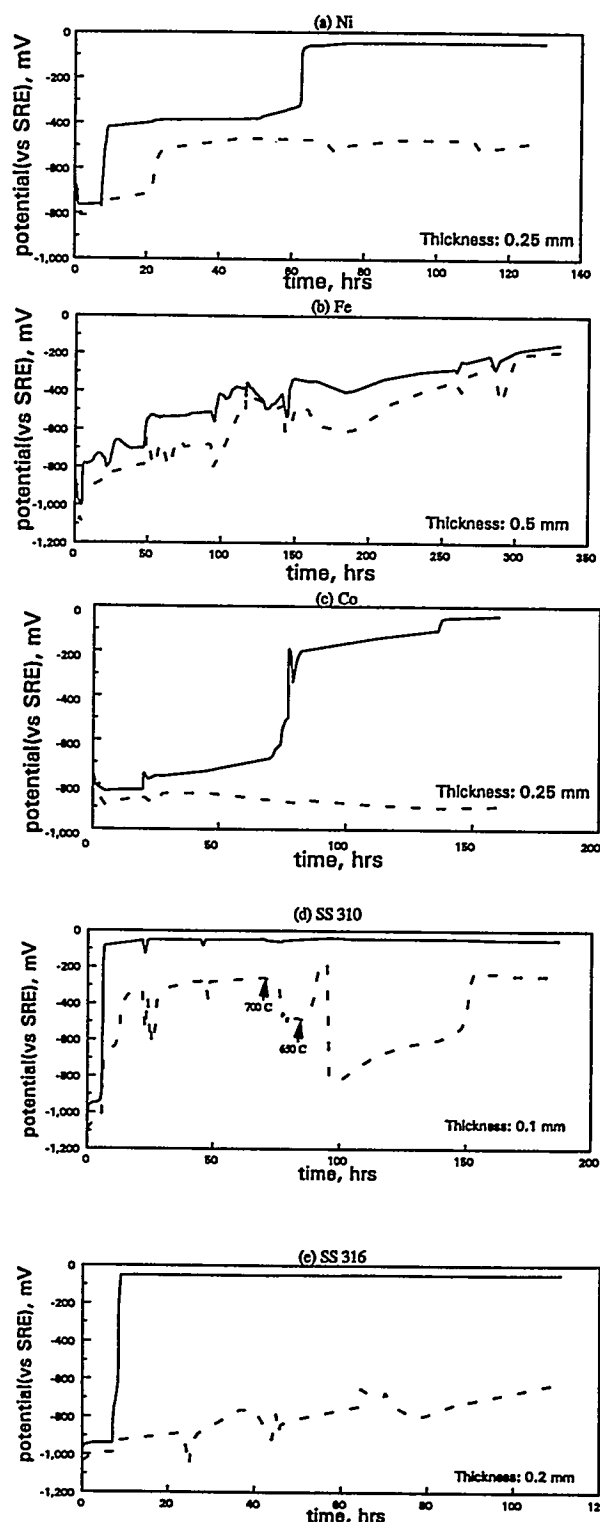 (a) Ni
0
-200
-400
-600
-800
-1,000
potential(vs SRE), mV
Thickness: 0.25 mm
0 20 40 60 80 100 120 140
time, hrs
(b) Fe
0
-200
-400
-600
-800
-1,000
-1,200
potential(vs SRE), mV
Thickness: 0.5 mm
0 50 100 150 200 250 300 350
time, hrs
(c) Co
0
-200
-400
-600
-800
-1,000
potential(vs SRE), mV
Thickness: 0.25 mm
0 50 100 150 200
time, hrs
(d) SS 310
0
-200
-400
-600
-800
-1,000
-1,200
potential(vs SRE), mV
700 C
650 C
Thickness: 0.1 mm
0 50 100 150 200
time, hrs
(e) SS 316
0
-200
-400
-600
-800
-1,000
-1,200
potential(vs SRE), mV
Thickness: 0.2 mm
0 20 40 60 80 100 120
time, hrs